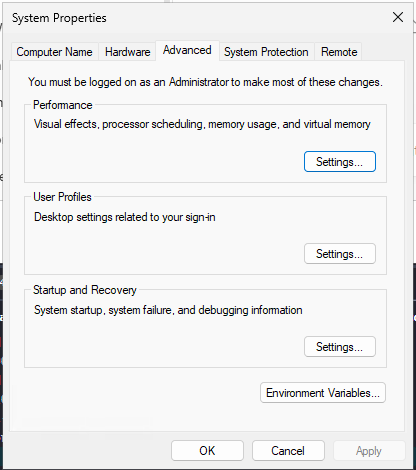 System Properties
Computer Name Hardware Advanced System Protection Remote
You must be logged on as an Administrator to make most of these changes.
Performance
Visual effects, processor scheduling, memory usage, and virtual memory
Settings...
User Profiles
Desktop settings related to your sign-in
Settings...
Startup and Recovery
System startup, system failure, and debugging information
Settings...
Environment Variables...
OK Cancel Apply